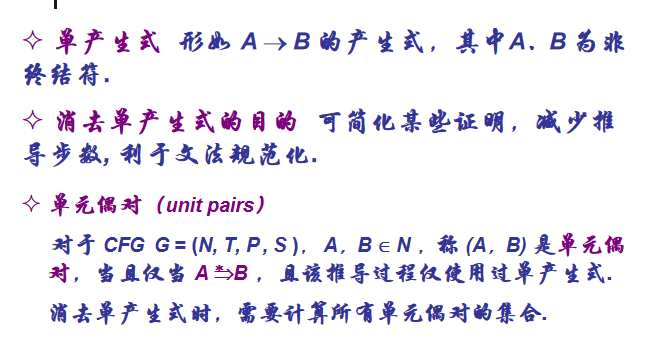 ✧ 单产生式 形如 A → B 的产生式，其中A. B 为非
终结符.
✧ 消去单产生式的目的 可简化某些证明，减少推
导步数, 利于文法规范化.
✧ 单元偶对（unit pairs）
对于 CFG G = (N, T, P , S )， A，B ∈ N ，称 (A，B) 是单元偶
对，当且仅当 A *⇒ B ，且该推导过程仅使用过单产生式.
消去单产生式时，需要计算所有单元偶对的集合.